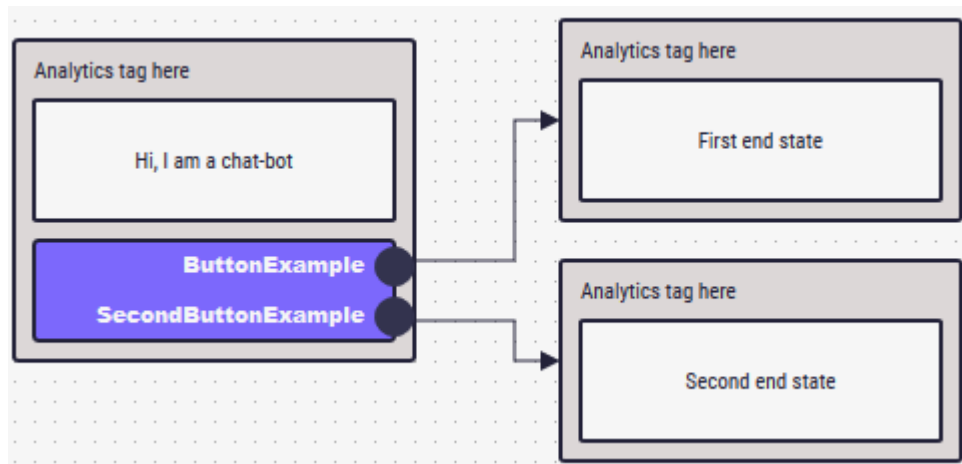 Analytics tag here
Hi, I am a chat-bot
ButtonExample
SecondButtonExample
Analytics tag here
First end state
Analytics tag here
Second end state